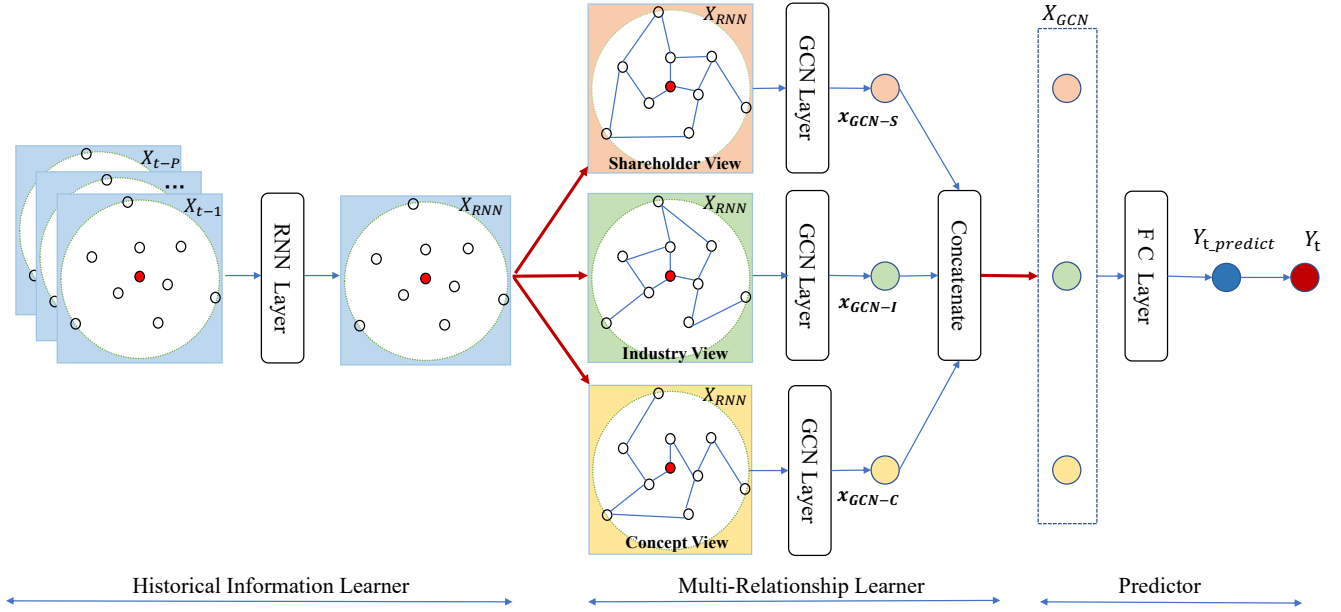 X_{t-P}
...
X_{t-1}
RNN Layer
X_{RNN}
X_{RNN}
Shareholder View
GCN Layer
x_{GCN-S}
X_{RNN}
Industry View
GCN Layer
x_{GCN-I}
X_{RNN}
Concept View
GCN Layer
x_{GCN-C}
Concatenate
X_{GCN}
F C Layer
Y_{t\_predict}
Y_t
Historical Information Learner
Multi-Relationship Learner
Predictor